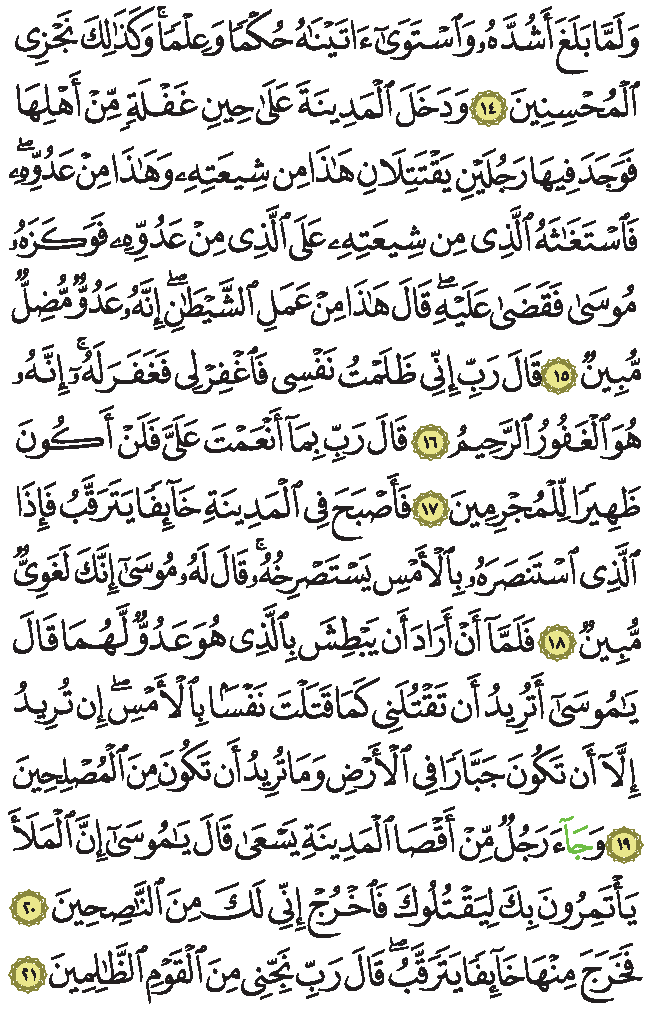 وَلَمَّا بَلَغَ أَشُدَّهُۥ وَٱسْتَوَىٰٓ ءَاتَيْنَٰهُ حُكْمًا وَعِلْمًاۚ وَكَذَٰلِكَ نَجْزِى
ٱلْمُحْسِنِينَ ١٤ وَدَخَلَ ٱلْمَدِينَةَ عَلَىٰ حِينِ غَفْلَةٍ مِّنْ أَهْلِهَا
فَوَجَدَ فِيهَا رَجُلَيْنِ يَقْتَتِلَانِ هَٰذَا مِن شِيعَتِهِۦ وَهَٰذَا مِنْ عَدُوِّهِۦۖ
فَٱسْتَغَٰثَهُ ٱلَّذِى مِن شِيعَتِهِۦ عَلَى ٱلَّذِى مِنْ عَدُوِّهِۦ فَوَكَزَهُۥ
مُوسَىٰ فَقَضَىٰ عَلَيْهِۖ قَالَ هَٰذَا مِنْ عَمَلِ ٱلشَّيْطَٰنِۖ إِنَّهُۥ عَدُوٌّ مُّضِلٌّ
مُّبِينٌ ١٥ قَالَ رَبِّ إِنِّى ظَلَمْتُ نَفْسِى فَٱغْفِرْ لِى فَغَفَرَ لَهُۥٓۚ إِنَّهُۥ
هُوَ ٱلْغَفُورُ ٱلرَّحِيمُ ١٦ قَالَ رَبِّ بِمَآ أَنْعَمْتَ عَلَىَّ فَلَنْ أَكُونَ
ظَهِيرًا لِّلْمُجْرِمِينَ ١٧ فَأَصْبَحَ فِى ٱلْمَدِينَةِ خَآئِفًا يَتَرَقَّبُ فَإِذَا
ٱلَّذِى ٱسْتَنصَرَهُۥ بِٱلْأَمْسِ يَسْتَصْرِخُهُۥۚ قَالَ لَهُۥ مُوسَىٰٓ إِنَّكَ لَغَوِىٌّ
مُّبِينٌ ١٨ فَلَمَّآ أَنْ أَرَادَ أَن يَبْطِشَ بِٱلَّذِى هُوَ عَدُوٌّ لَّهُمَا قَالَ
يَٰمُوسَىٰٓ أَتُرِيدُ أَن تَقْتُلَنِى كَمَا قَتَلْتَ نَفْسًۢا بِٱلْأَمْسِۖ إِن تُرِيدُ
إِلَّآ أَن تَكُونَ جَبَّارًا فِى ٱلْأَرْضِ وَمَا تُرِيدُ أَن تَكُونَ مِنَ ٱلْمُصْلِحِينَ
١٩ وَجَآءَ رَجُلٌ مِّنْ أَقْصَا ٱلْمَدِينَةِ يَسْعَىٰ قَالَ يَٰمُوسَىٰٓ إِنَّ ٱلْمَلَأَ
يَأْتَمِرُونَ بِكَ لِيَقْتُلُوكَ فَٱخْرُجْ إِنِّى لَكَ مِنَ ٱلنَّٰصِحِينَ ٢٠
فَخَرَجَ مِنْهَا خَآئِفًا يَتَرَقَّبُۖ قَالَ رَبِّ نَجِّنِى مِنَ ٱلْقَوْمِ ٱلظَّٰلِمِينَ ٢١